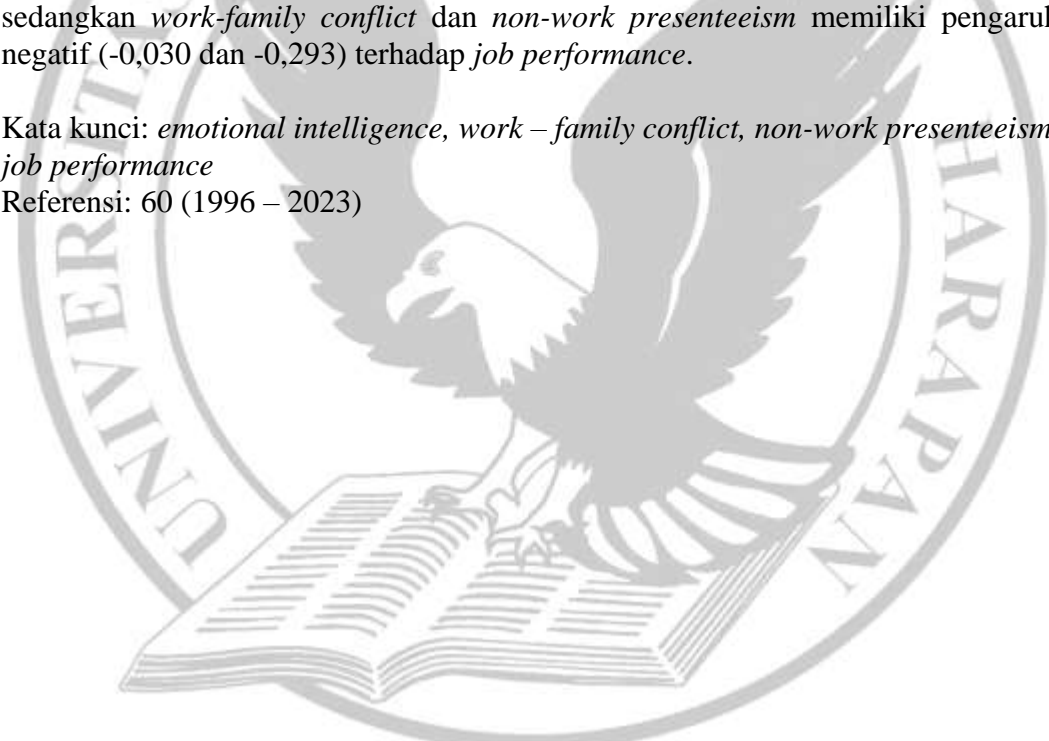 sedangkan work-family conflict dan non-work presenteeism memiliki
negatif (-0,030 dan -0,293) terhadap job performance.
Kata kunci: emotional intelligence, work – family conflict, non-work presenteeism
job performance
Referensi: 60 (1996 – 2023)
HARAPAN